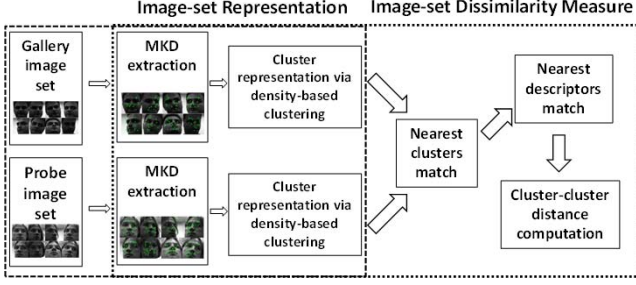 Image-set Representation
Image-set Dissimilarity Measure
Gallery
image
set
MKD
extraction
Cluster
representation via
density-based
clustering
Probe
image
set
MKD
extraction
Cluster
representation via
density-based
clustering
Nearest
clusters
match
Nearest
descriptors
match
Cluster-cluster
distance
computation